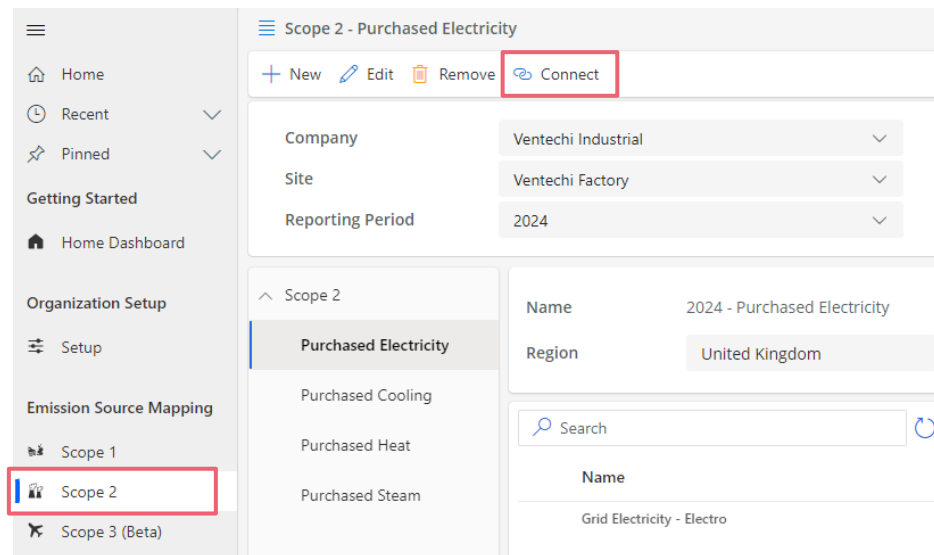 Scope 2 - Purchased Electricity
New Edit Remove Connect
Home
Recent
Pinned
Getting Started
Home Dashboard
Organization Setup
Setup
Emission Source Mapping
Scope 1
Scope 2
Scope 3 (Beta)
Company Ventechi Industrial
Site Ventechi Factory
Reporting Period 2024
Scope 2
Purchased Electricity
Purchased Cooling
Purchased Heat
Purchased Steam
Name 2024 - Purchased Electricity
Region United Kingdom
Search
Name
Grid Electricity - Electro